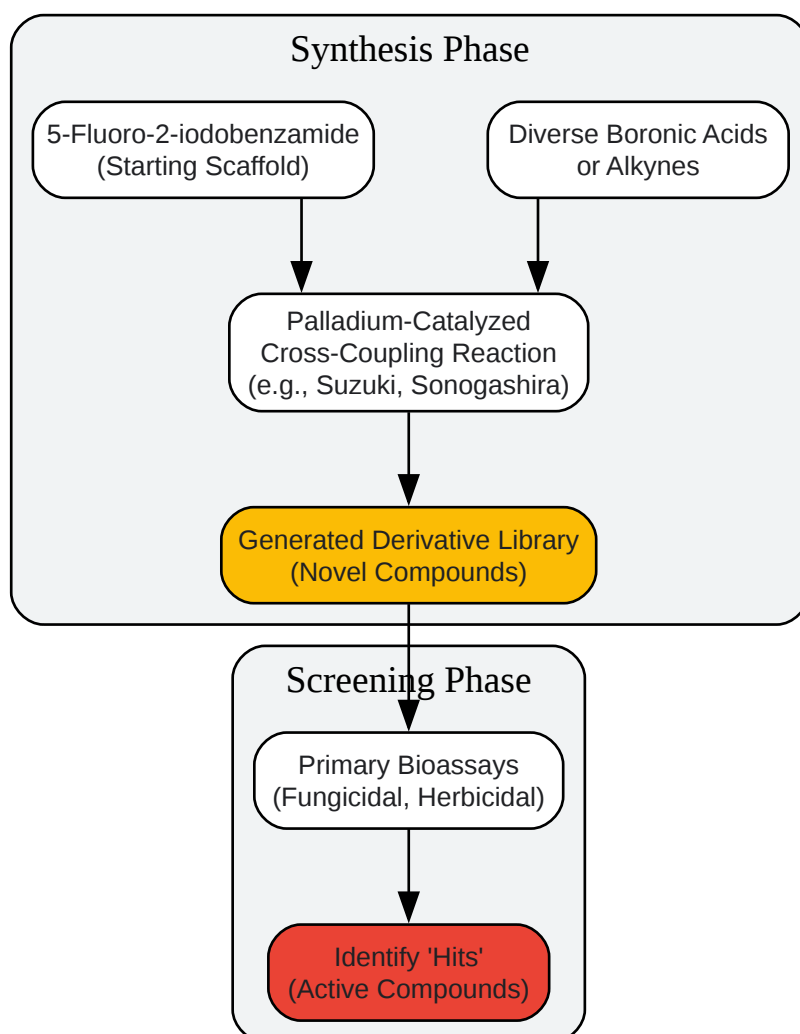 Synthesis Phase
5-Fluoro-2-iodobenzamide
(Starting Scaffold)
Diverse Boronic Acids
or Alkynes
Palladium-Catalyzed
Cross-Coupling Reaction
(e.g., Suzuki, Sonogashira)
Generated Derivative Library
(Novel Compounds)
Screening Phase
Primary Bioassays
(Fungicidal, Herbicidal)
Identify 'Hits'
(Active Compounds)